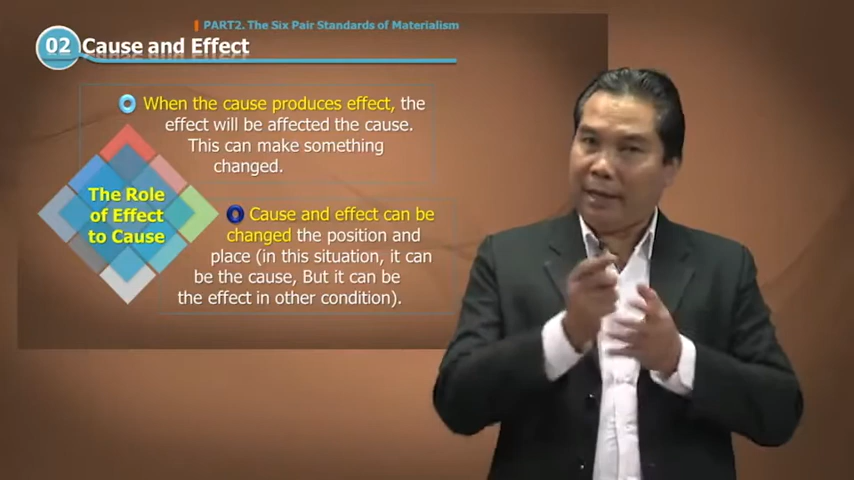 PART2. The Six Pair Standards of Materialism
02 Cause and Effect
When the cause produces effect, the
effect will be affected the cause.
This can make something
changed.
The Role
of Effect
to Cause
Cause and effect can be
changed the position and
place (in this situation, it can
be the cause, But it can be
the effect in other condition).